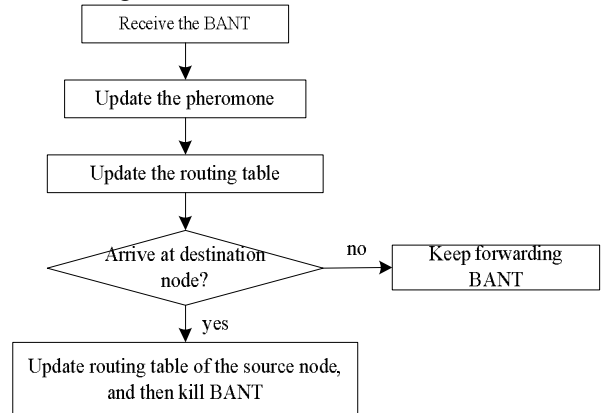 Receive the BANT
Update the pheromone
Update the routing table
Arrive at destination
node?
no
Keep forwarding
BANT
yes
Update routing table of the source node,
and then kill BANT